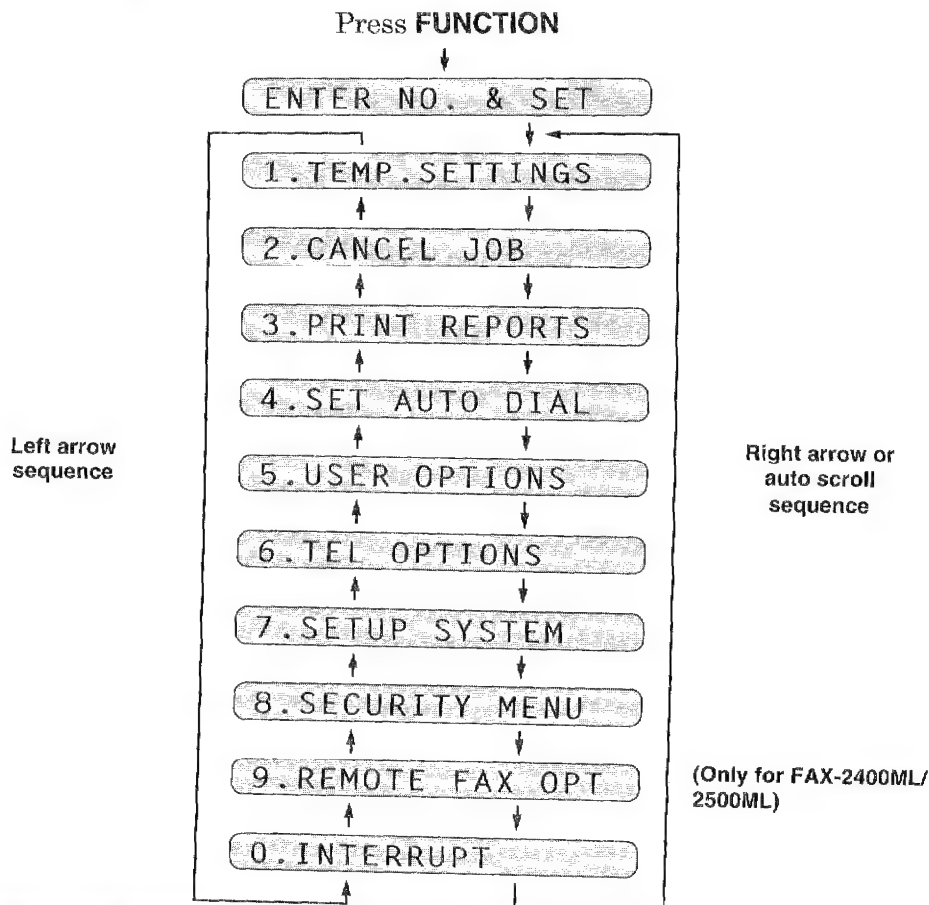 Press FUNCTION
ENTER NO. & SET
1.TEMP.SETTINGS
2.CANCEL JOB
3.PRINT REPORTS
4.SET AUTO DIAL
Left arrow
sequence
5.USER OPTIONS
Right arrow or
auto scroll
sequence
6.TEL OPTIONS
7.SETUP SYSTEM
8.SECURITY MENU
9.REMOTE FAX OPT
(Only for FAX-2400ML/
2500ML)
0.INTERRUPT